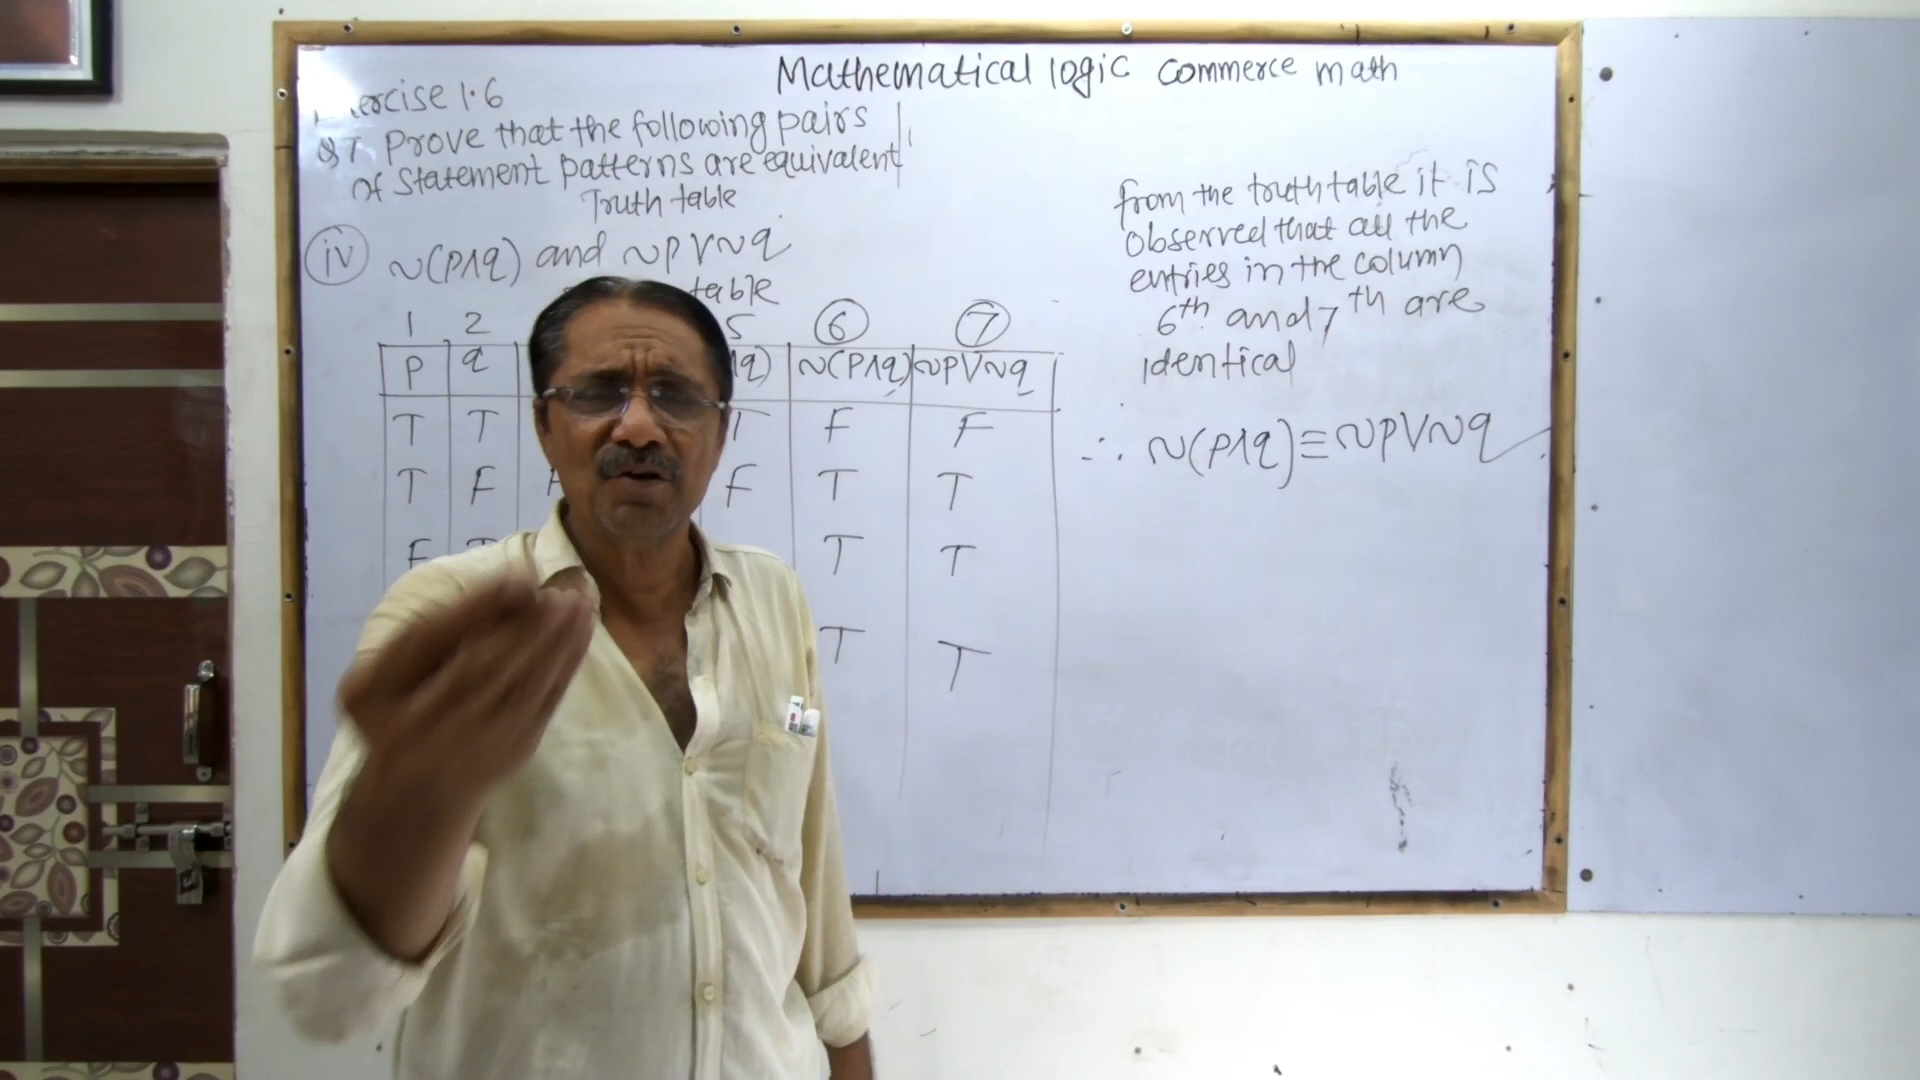 Mathematical logic commerce math
ercise 1.6
Prove that the following pairs
of Statement patterns are equivalent
Truth table
iv ~(p∧q) and ~p∨~q
table
1 2 5 6 7
p q q) ~(p∧q) ~p∨~q
T T T F F
T F F T T
F T T
T T
from the truth table it is
observed that all the
entries in the column
6th and 7th are
identical
∴ ~(p∧q)≡~p∨~q